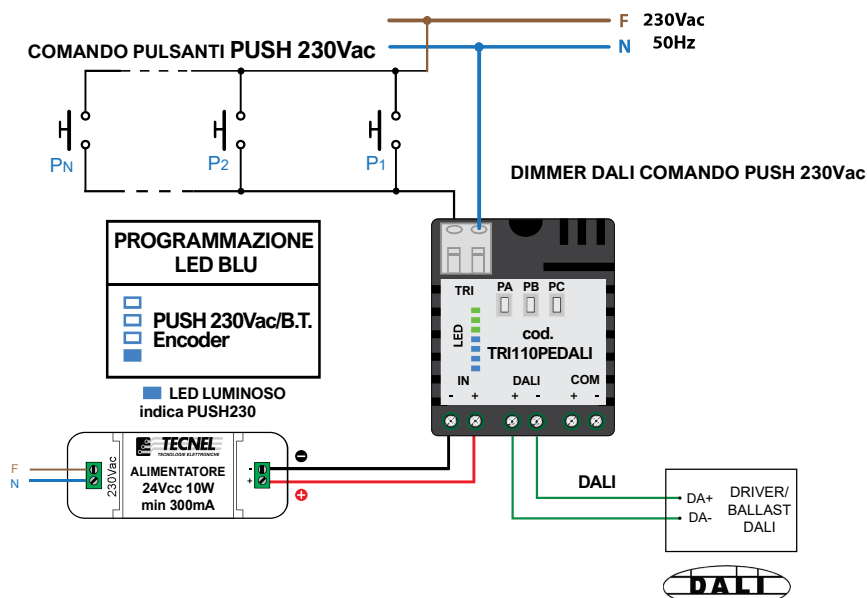 F 230Vac
N 50Hz
COMANDO PULSANTI PUSH 230Vac
PN
P2
P1
DIMMER DALI COMANDO PUSH 230Vac
PROGRAMMAZIONE
LED BLU
PUSH 230Vac/B.T.
Encoder
LED LUMINOSO
indica PUSH230
TRI
PA PB PC
LED
cod.
TRI110PEDALI
IN DALI COM
- + + - + -
TECNEL
TECNOLOGIE ELETTRONICHE
F
N
230Vac
ALIMENTATORE
24Vcc 10W
min 300mA
-
+
-
+
DALI
DA+
DA-
DRIVER/
BALLAST
DALI
DALI